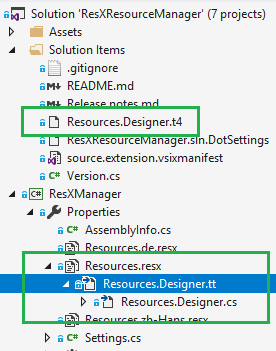 Solution 'ResXResourceManager' (7 projects)
Assets
Solution Items
.gitignore
README.md
Release notes.md
Resources.Designer.t4
ResXResourceManager.sln.DotSettings
source.extension.vsixmanifest
Version.cs
ResXManager
Properties
AssemblyInfo.cs
Resources.de.resx
Resources.resx
Resources.Designer.tt
Resources.Designer.cs
Resources.zh-Hans.resx
Settings.cs